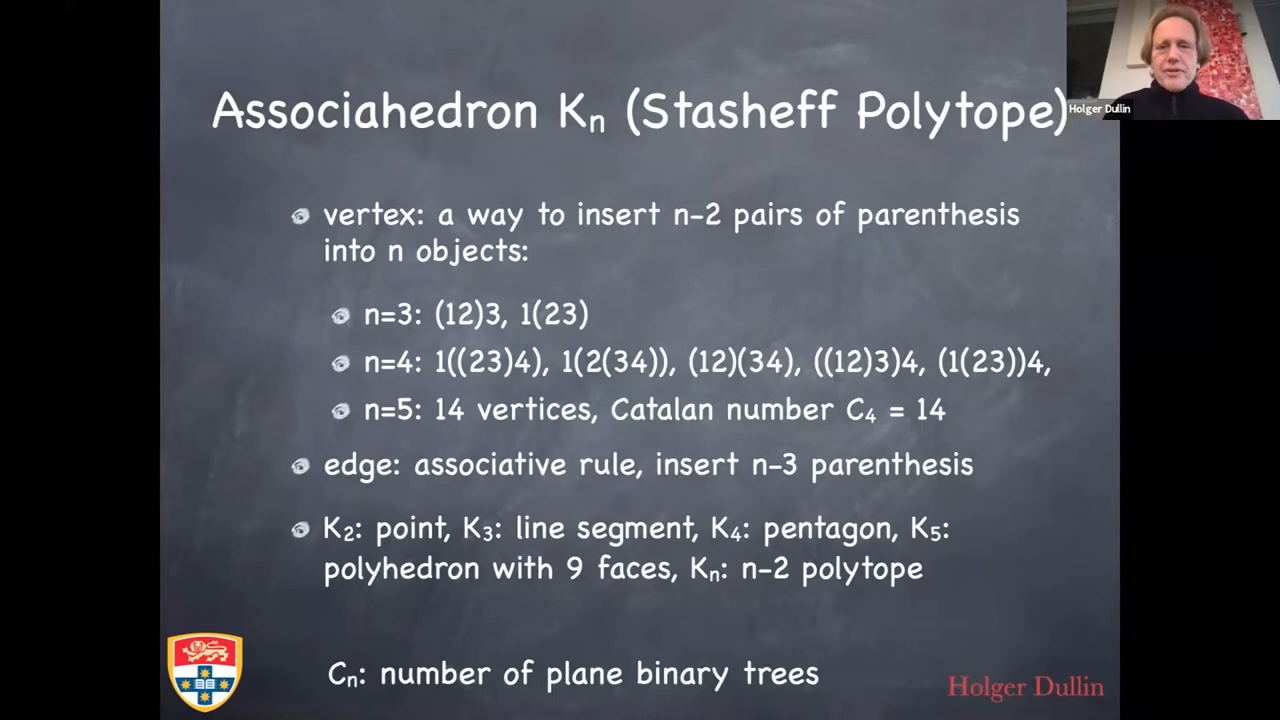 Associahedron Kn (Stasheff Polytope)
Holger Dullin
vertex: a way to insert n-2 pairs of parenthesis
into n objects:
n=3: (12)3, 1(23)
n=4: 1((23)4), 1(2(34)), (12)(34), ((12)3)4, (1(23))4,
n=5: 14 vertices, Catalan number C₄ = 14
edge: associative rule, insert n-3 parenthesis
K₂: point, K₃: line segment, K₄: pentagon, K₅:
polyhedron with 9 faces, Kn: n-2 polytope
Cn: number of plane binary trees
Holger Dullin